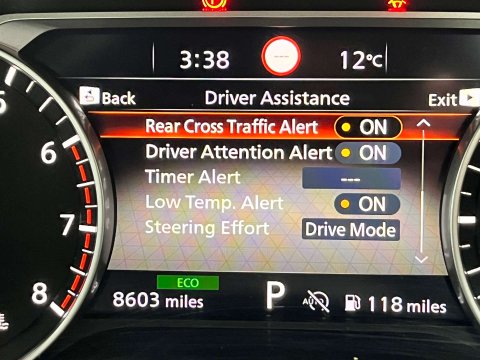 3:38 --- 12°C
Back Driver Assistance Exit
Rear Cross Traffic Alert ON
Driver Attention Alert ON
Timer Alert ---
Low Temp. Alert ON
Steering Effort Drive Mode
6
7
8
ECO
8603 miles P AUTO 118 miles